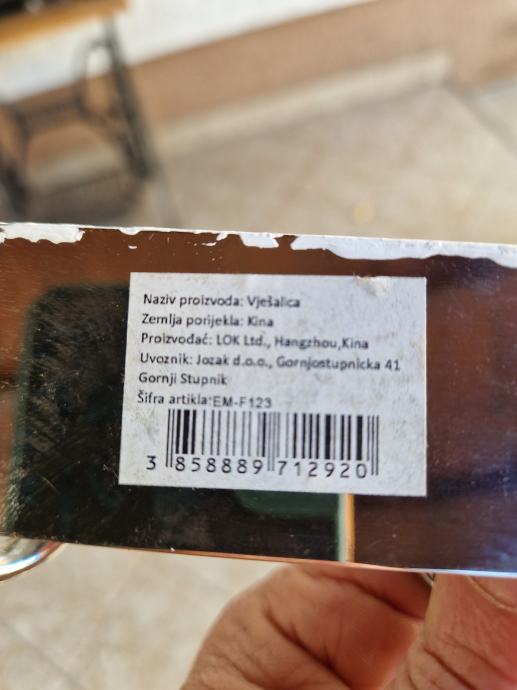 Naziv proizvoda: Vješalica
Zemlja porijekla: Kina
Proizvođać: LOK Ltd., Hangzhou,Kina
Uvoznik: Jozak d.o.o., Gornjostupnicka 41
Gornji Stupnik
Šifra artikla:EM-F123
3 858889 712920